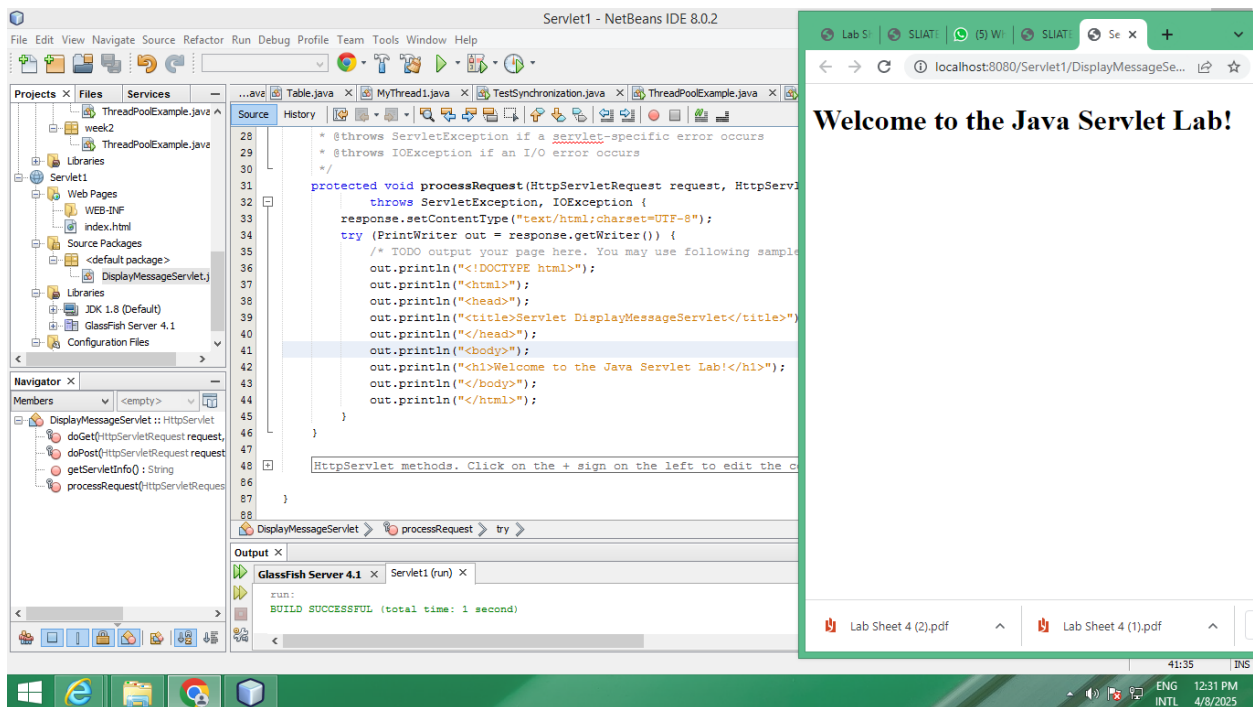 Servlet1 - NetBeans IDE 8.0.2
File Edit View Navigate Source Refactor Run Debug Profile Team Tools Window Help
Projects Files Services
ThreadPoolExample.java
week2
ThreadPoolExample.java
Libraries
Servlet1
Web Pages
WEB-INF
index.html
Source Packages
<default package>
DisplayMessageServlet.j
Libraries
JDK 1.8 (Default)
GlassFish Server 4.1
Configuration Files
Navigator
Members <empty>
DisplayMessageServlet :: HttpServlet
doGet(HttpServletRequest request,
doPost(HttpServletRequest request
getServletInfo() : String
processRequest(HttpServletReques
...ava Table.java MyThread1.java TestSynchronization.java ThreadPoolExample.java
Source History
28 * @throws ServletException if a servlet-specific error occurs
29 * @throws IOException if an I/O error occurs
30 */
31 protected void processRequest(HttpServletRequest request, HttpServl
32 throws ServletException, IOException {
33 response.setContentType("text/html;charset=UTF-8");
34 try (PrintWriter out = response.getWriter()) {
35 /* TODO output your page here. You may use following sample
36 out.println("<!DOCTYPE html>");
37 out.println("<html>");
38 out.println("<head>");
39 out.println("<title>Servlet DisplayMessageServlet</title>")
40 out.println("</head>");
41 out.println("<body>");
42 out.println("<h1>Welcome to the Java Servlet Lab!</h1>");
43 out.println("</body>");
44 out.println("</html>");
45 }
46 }
47
48 HttpServlet methods. Click on the + sign on the left to edit the c
86
87 }
88
DisplayMessageServlet processRequest try
Output
GlassFish Server 4.1 Servlet1 (run)
run:
BUILD SUCCESSFUL (total time: 1 second)
Lab S SLIATE (5) W SLIATE Se
localhost:8080/Servlet1/DisplayMessageSe...
Welcome to the Java Servlet Lab!
Lab Sheet 4 (2).pdf Lab Sheet 4 (1).pdf
41:35 INS
ENG 12:31 PM
INTL 4/8/2025